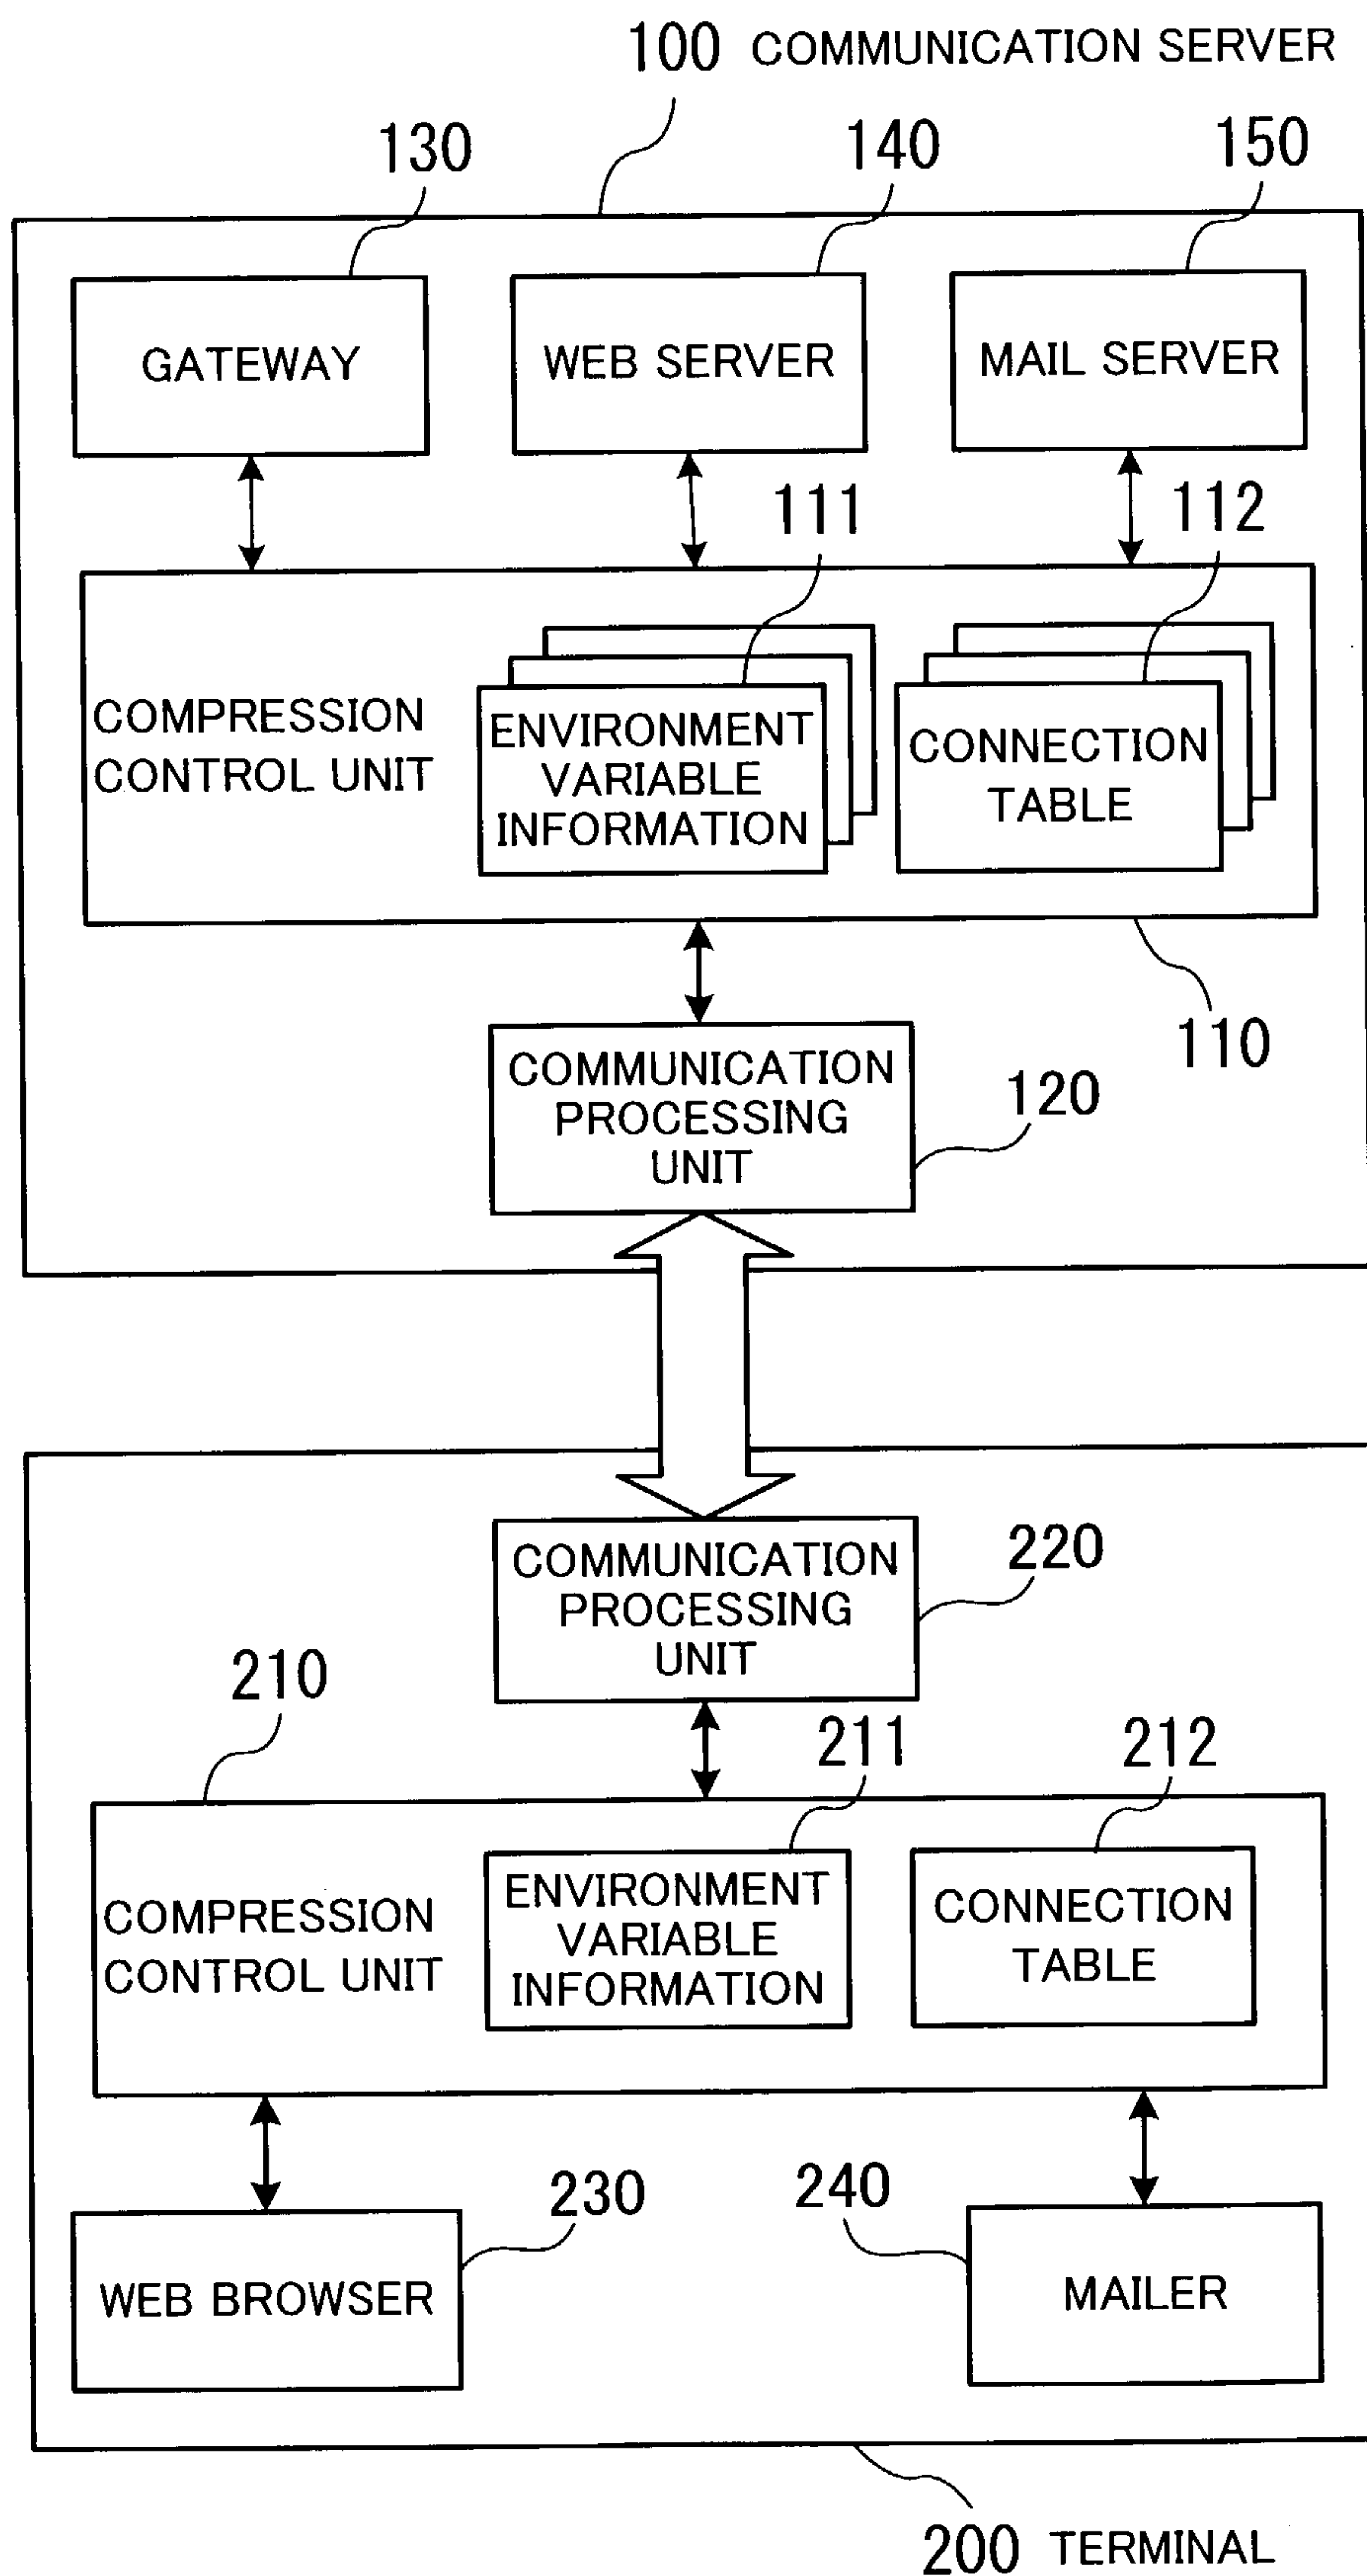 100 COMMUNICATION SERVER
130
140
150
GATEWAY
WEB SERVER
MAIL SERVER
111
112
COMPRESSION
CONTROL UNIT
ENVIRONMENT
VARIABLE
INFORMATION
CONNECTION
TABLE
110
COMMUNICATION
PROCESSING
UNIT
120
COMMUNICATION
PROCESSING
UNIT
220
210
211
212
COMPRESSION
CONTROL UNIT
ENVIRONMENT
VARIABLE
INFORMATION
CONNECTION
TABLE
230
240
WEB BROWSER
MAILER
200 TERMINAL